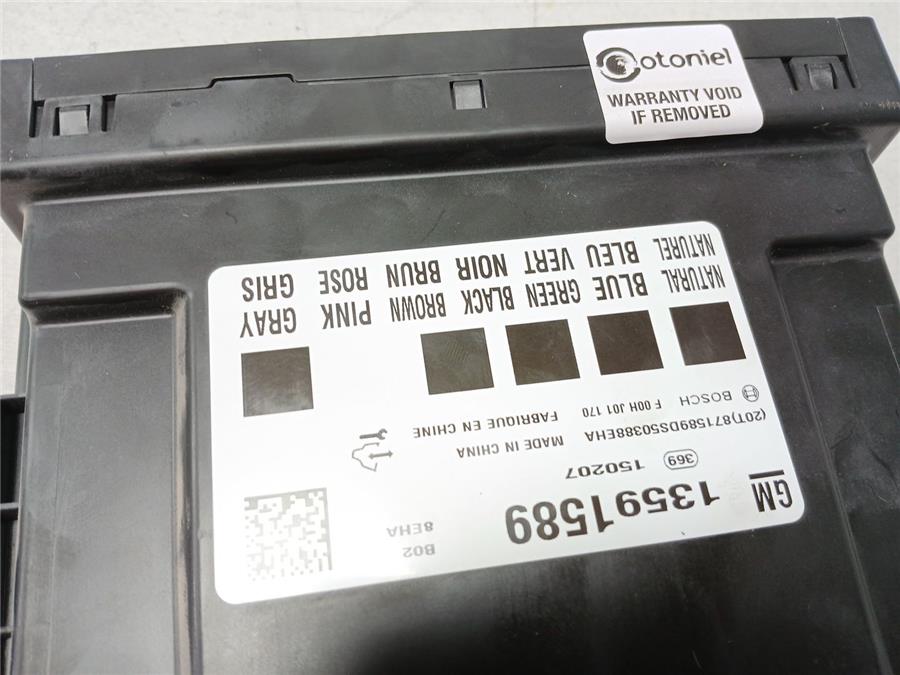 otoniel
WARRANTY VOID
IF REMOVED
GM
13591589
B02
8EHA
369
150207
(20T)871589DS50388EHA
MADE IN CHINA
BOSCH
F 00H J01 170
FABRIQUE EN CHINE
NATURAL BLUE GREEN BLACK BROWN PINK GRAY
NATUREL BLEU VERT NOIR BRUN ROSE GRIS